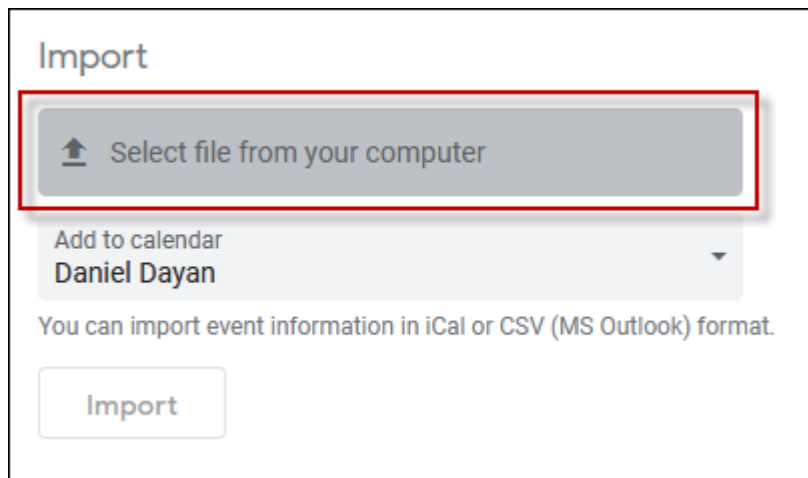 Import
Select file from your computer
Add to calendar
Daniel Dayan
You can import event information in iCal or CSV (MS Outlook) format.
Import